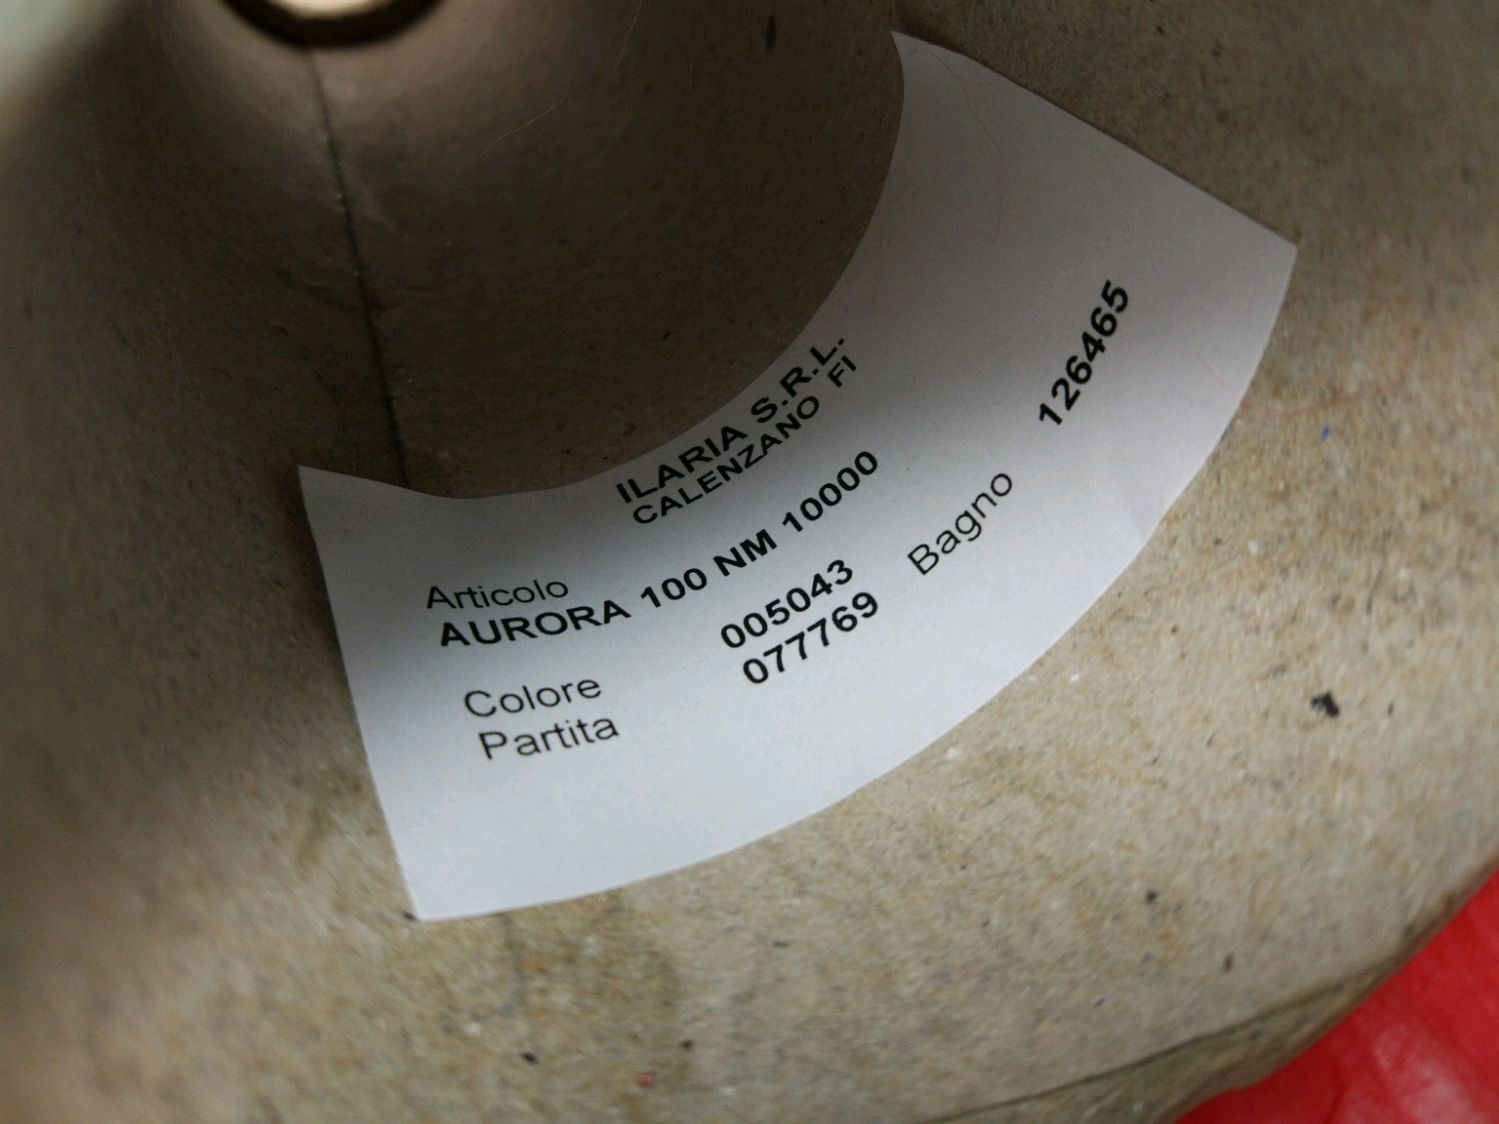 ILARIA S.R.L.
CALENZANO FI
Articolo
AURORA 100 NM 10000
Colore 005043 Bagno 126465
Partita 077769